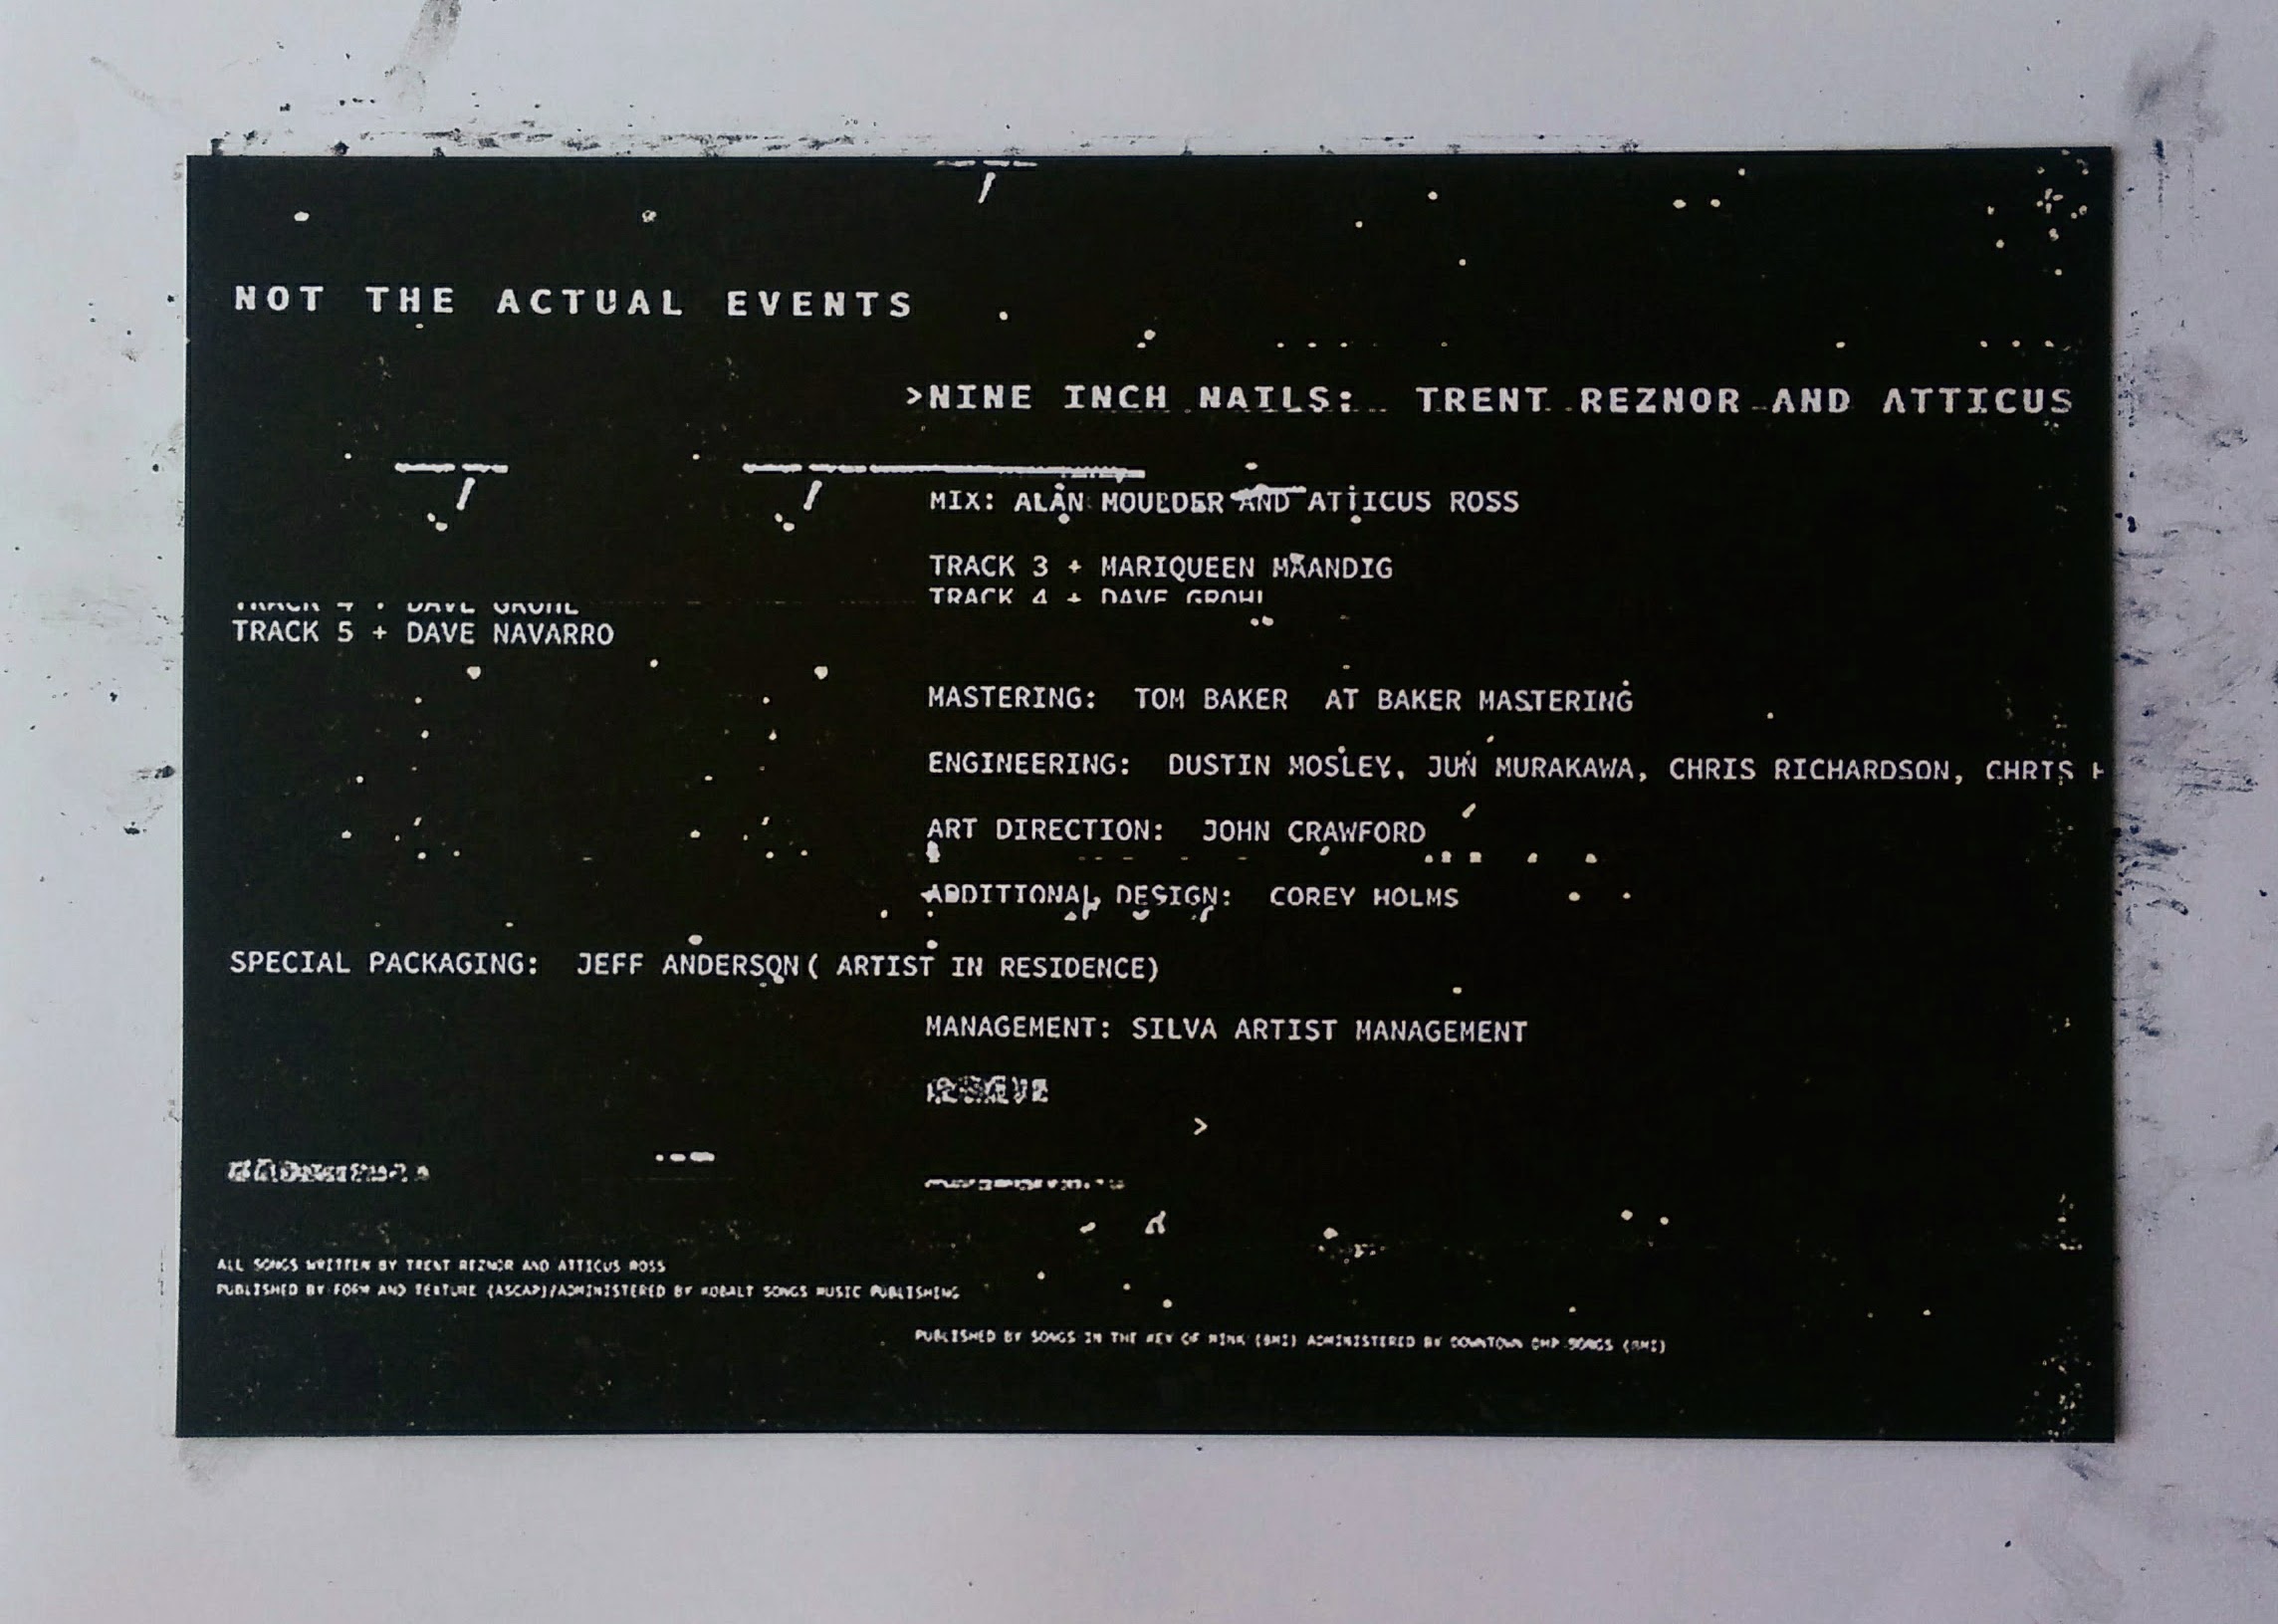 NOT THE ACTUAL EVENTS
>NINE INCH NAILS: TRENT REZNOR AND ATTICUS
MIX: ALAN MOULDER AND ATTICUS ROSS
TRACK 3 + MARIQUEEN MAANDIG
TRACK 4 + DAVE GROHL
TRACK 4 + DAVE GROHL
TRACK 5 + DAVE NAVARRO
MASTERING: TOM BAKER AT BAKER MASTERING
ENGINEERING: DUSTIN MOSLEY, JUN MURAKAWA, CHRIS RICHARDSON, CHRIS
ART DIRECTION: JOHN CRAWFORD
ADDITIONAL DESIGN: COREY HOLMS
SPECIAL PACKAGING: JEFF ANDERSON( ARTIST IN RESIDENCE)
MANAGEMENT: SILVA ARTIST MANAGEMENT
>
ALL SONGS WRITTEN BY TRENT REZNOR AND ATTICUS ROSS
PUBLISHED BY FORM AND TEXTURE (ASCAP)/ADMINISTERED BY KOBALT SONGS MUSIC PUBLISHING
PUBLISHED BY SONGS IN THE KEY OF MINK (BMI) ADMINISTERED BY DOWNTOWN DMP SONGS (BMI)